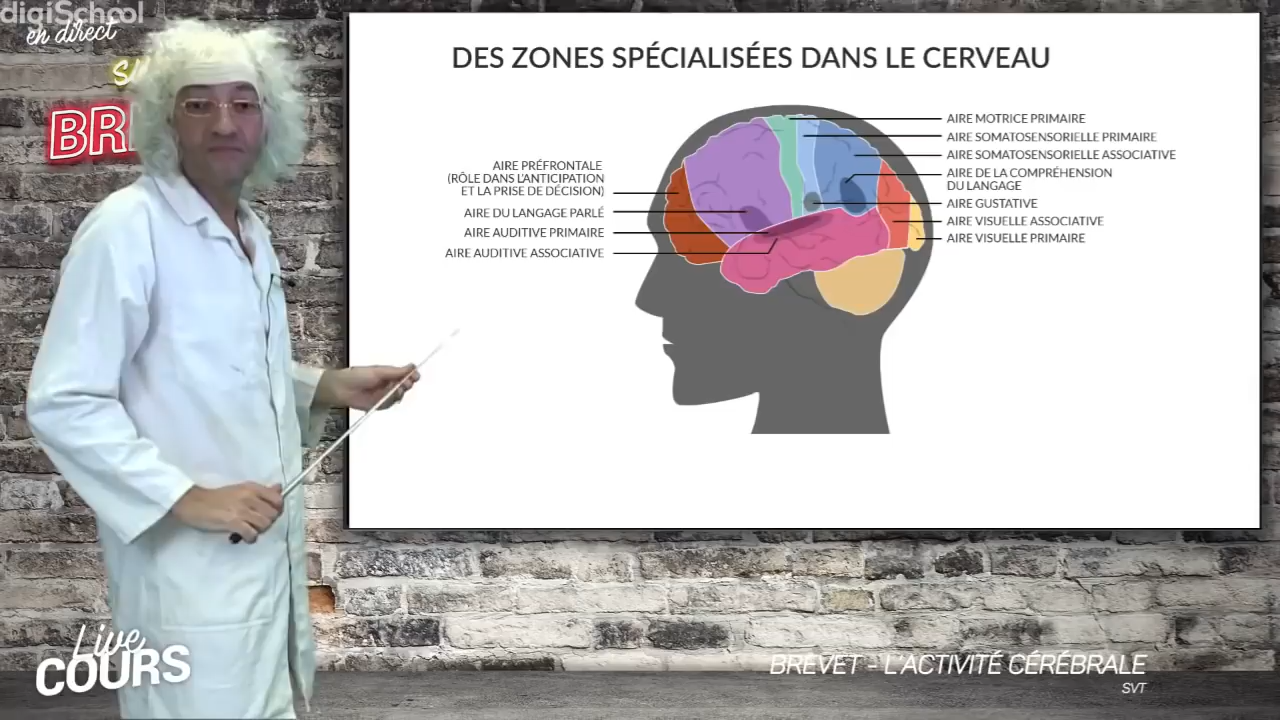 digiSchool
en direct
BR
DES ZONES SPÉCIALISÉES DANS LE CERVEAU
AIRE PRÉFRONTALE
(RÔLE DANS L'ANTICIPATION
ET LA PRISE DE DÉCISION)
AIRE DU LANGAGE PARLÉ
AIRE AUDITIVE PRIMAIRE
AIRE AUDITIVE ASSOCIATIVE
AIRE MOTRICE PRIMAIRE
AIRE SOMATOSENSORIELLE PRIMAIRE
AIRE SOMATOSENSORIELLE ASSOCIATIVE
AIRE DE LA COMPRÉHENSION
DU LANGAGE
AIRE GUSTATIVE
AIRE VISUELLE ASSOCIATIVE
AIRE VISUELLE PRIMAIRE
Live
COURS
BREVET - L'ACTIVITÉ CÉRÉBRALE
SVT